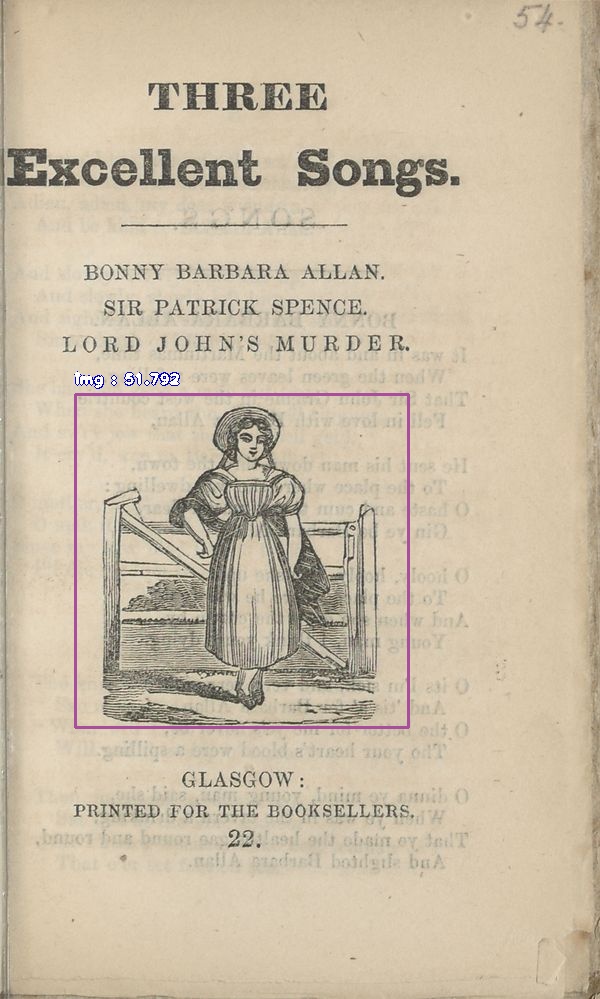 54.
THREE
Excellent Songs.
BONNY BARBARA ALLAN.
SIR PATRICK SPENCE.
LORD JOHN'S MURDER.
img : 51.792
GLASGOW:
PRINTED FOR THE BOOKSELLERS.
22.